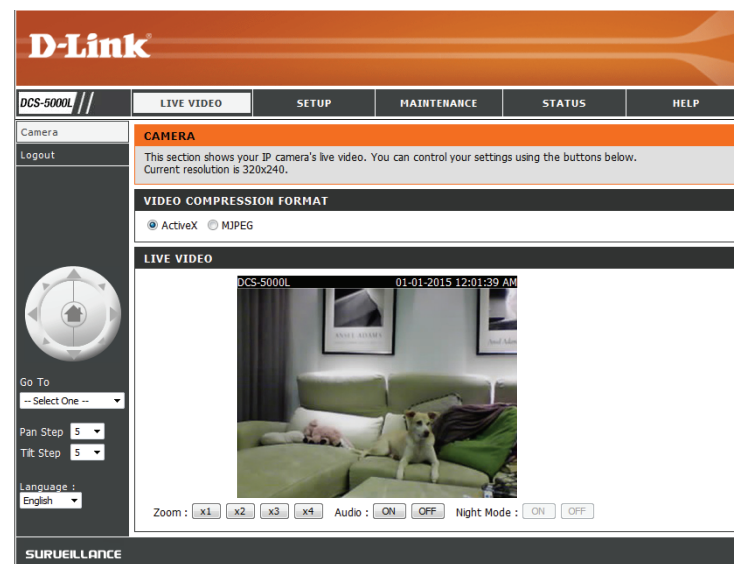 D-Link
DCS-5000L
LIVE VIDEO
SETUP
MAINTENANCE
STATUS
HELP
Camera
Logout
CAMERA
This section shows your IP camera's live video. You can control your settings using the buttons below.
Current resolution is 320x240.
VIDEO COMPRESSION FORMAT
ActiveX
MJPEG
LIVE VIDEO
DCS-5000L 01-01-2015 12:01:39 AM
ANSEL ADAMS
Go To
-- Select One --
Pan Step 5
Tilt Step 5
Language :
English
Zoom : x1 x2 x3 x4 Audio : ON OFF Night Mode : ON OFF
SURVEILLANCE